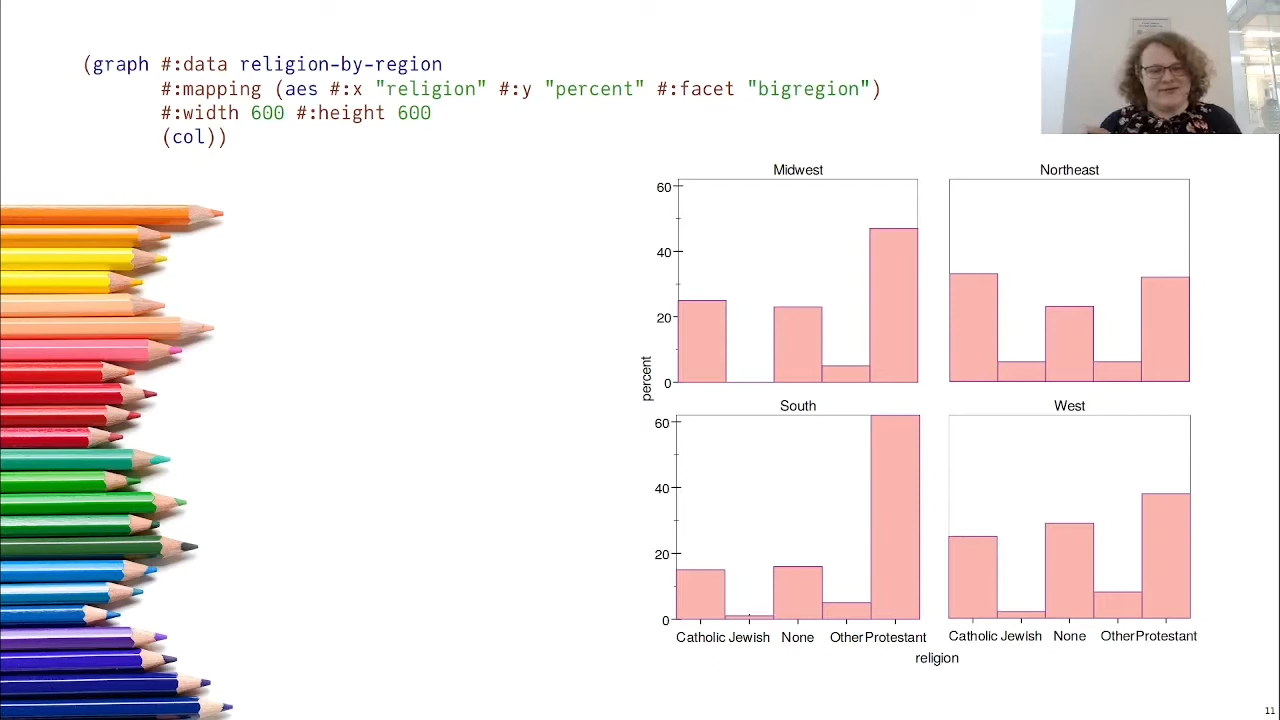 (graph #:data religion-by-region
#:mapping (aes #:x "religion" #:y "percent" #:facet "bigregion")
#:width 600 #:height 600
(col))
Midwest
Northeast
60
40
20
0
percent
South
West
60
40
20
0
Catholic Jewish None Other Protestant
Catholic Jewish None Other Protestant
religion
11